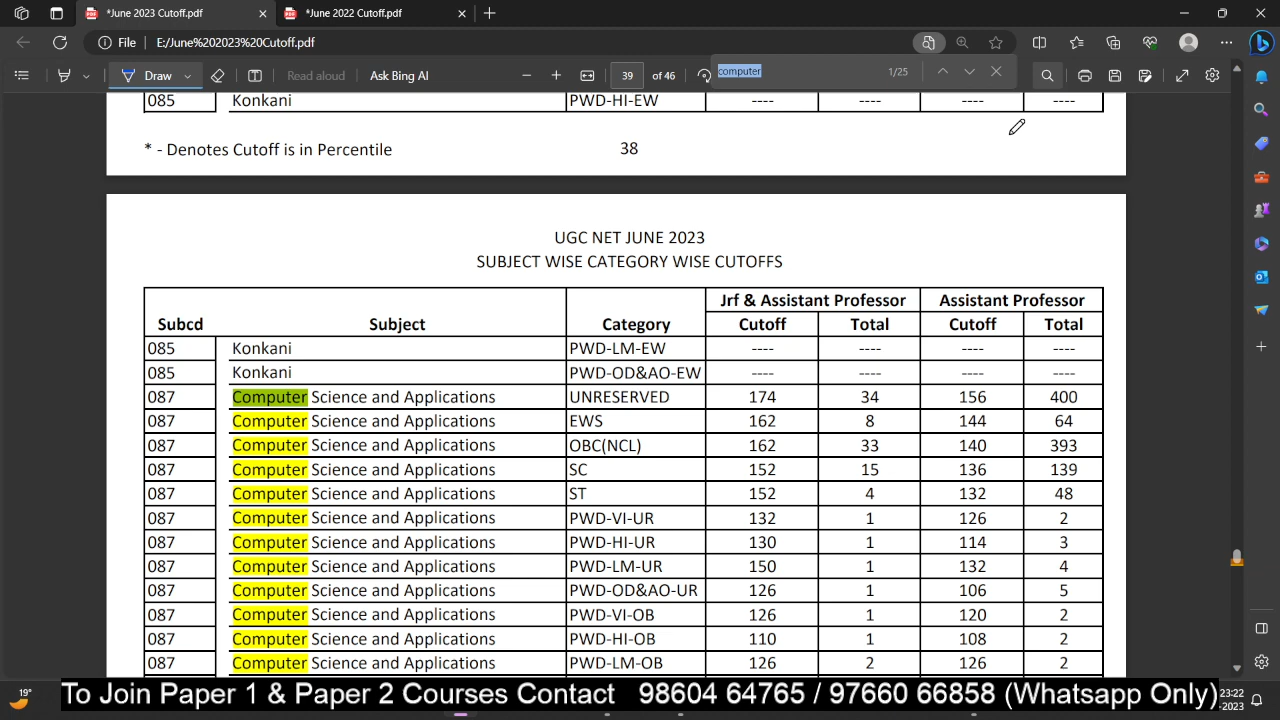 *June 2023 Cutoff.pdf
*June 2022 Cutoff.pdf
File E:/June%202023%20Cutoff.pdf
Draw Read aloud Ask Bing AI 39 of 46 computer 1/25
085 Konkani PWD-HI-EW ---- ---- ---- ----
* - Denotes Cutoff is in Percentile 38
UGC NET JUNE 2023
SUBJECT WISE CATEGORY WISE CUTOFFS
Jrf & Assistant Professor Assistant Professor
Subcd Subject Category Cutoff Total Cutoff Total
085 Konkani PWD-LM-EW ---- ---- ---- ----
085 Konkani PWD-OD&AO-EW ---- ---- ---- ----
087 Computer Science and Applications UNRESERVED 174 34 156 400
087 Computer Science and Applications EWS 162 8 144 64
087 Computer Science and Applications OBC(NCL) 162 33 140 393
087 Computer Science and Applications SC 152 15 136 139
087 Computer Science and Applications ST 152 4 132 48
087 Computer Science and Applications PWD-VI-UR 132 1 126 2
087 Computer Science and Applications PWD-HI-UR 130 1 114 3
087 Computer Science and Applications PWD-LM-UR 150 1 132 4
087 Computer Science and Applications PWD-OD&AO-UR 126 1 106 5
087 Computer Science and Applications PWD-VI-OB 126 1 120 2
087 Computer Science and Applications PWD-HI-OB 110 1 108 2
087 Computer Science and Applications PWD-LM-OB 126 2 126 2
19° To Join Paper 1 & Paper 2 Courses Contact 98604 64765 / 97660 66858 (Whatsapp Only) 23:22
-2023